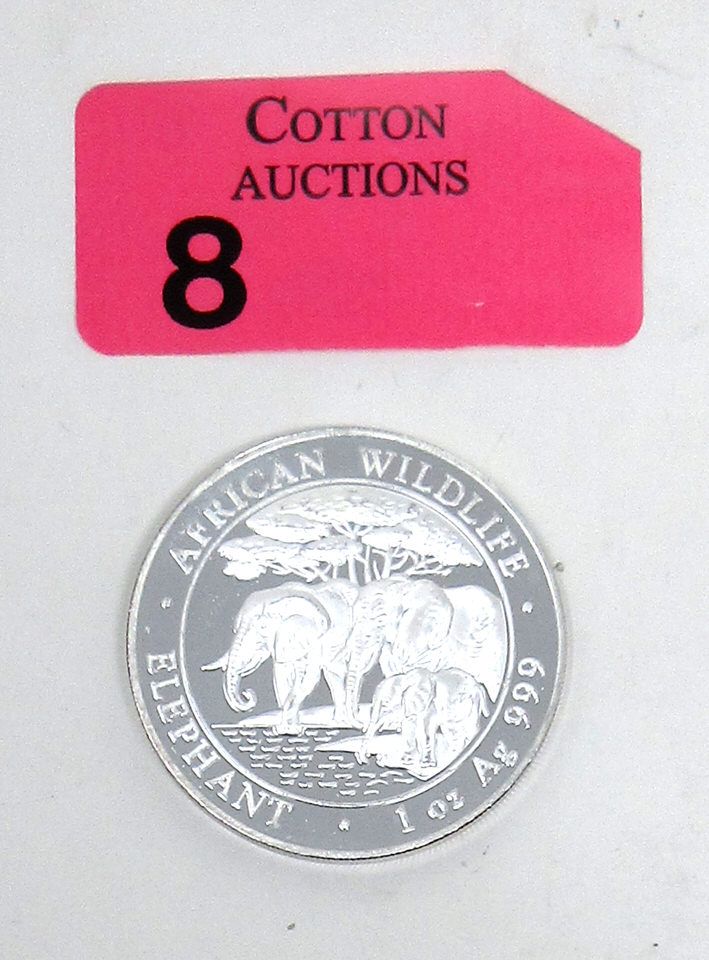 COTTON
AUCTIONS
8
AFRICAN WILDLIFE
ELEPHANT
1 oz Ag 999